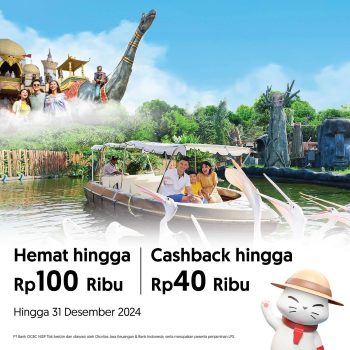 Hemat hingga
Rp100 Ribu
Cashback hingga
Rp40 Ribu
Hingga 31 Desember 2024
PT Bank OCBC NISP Tbk berizin dan diawasi oleh Otoritas Jasa Keuangan & Bank Indonesia, serta merupakan peserta penjaminan LPS.